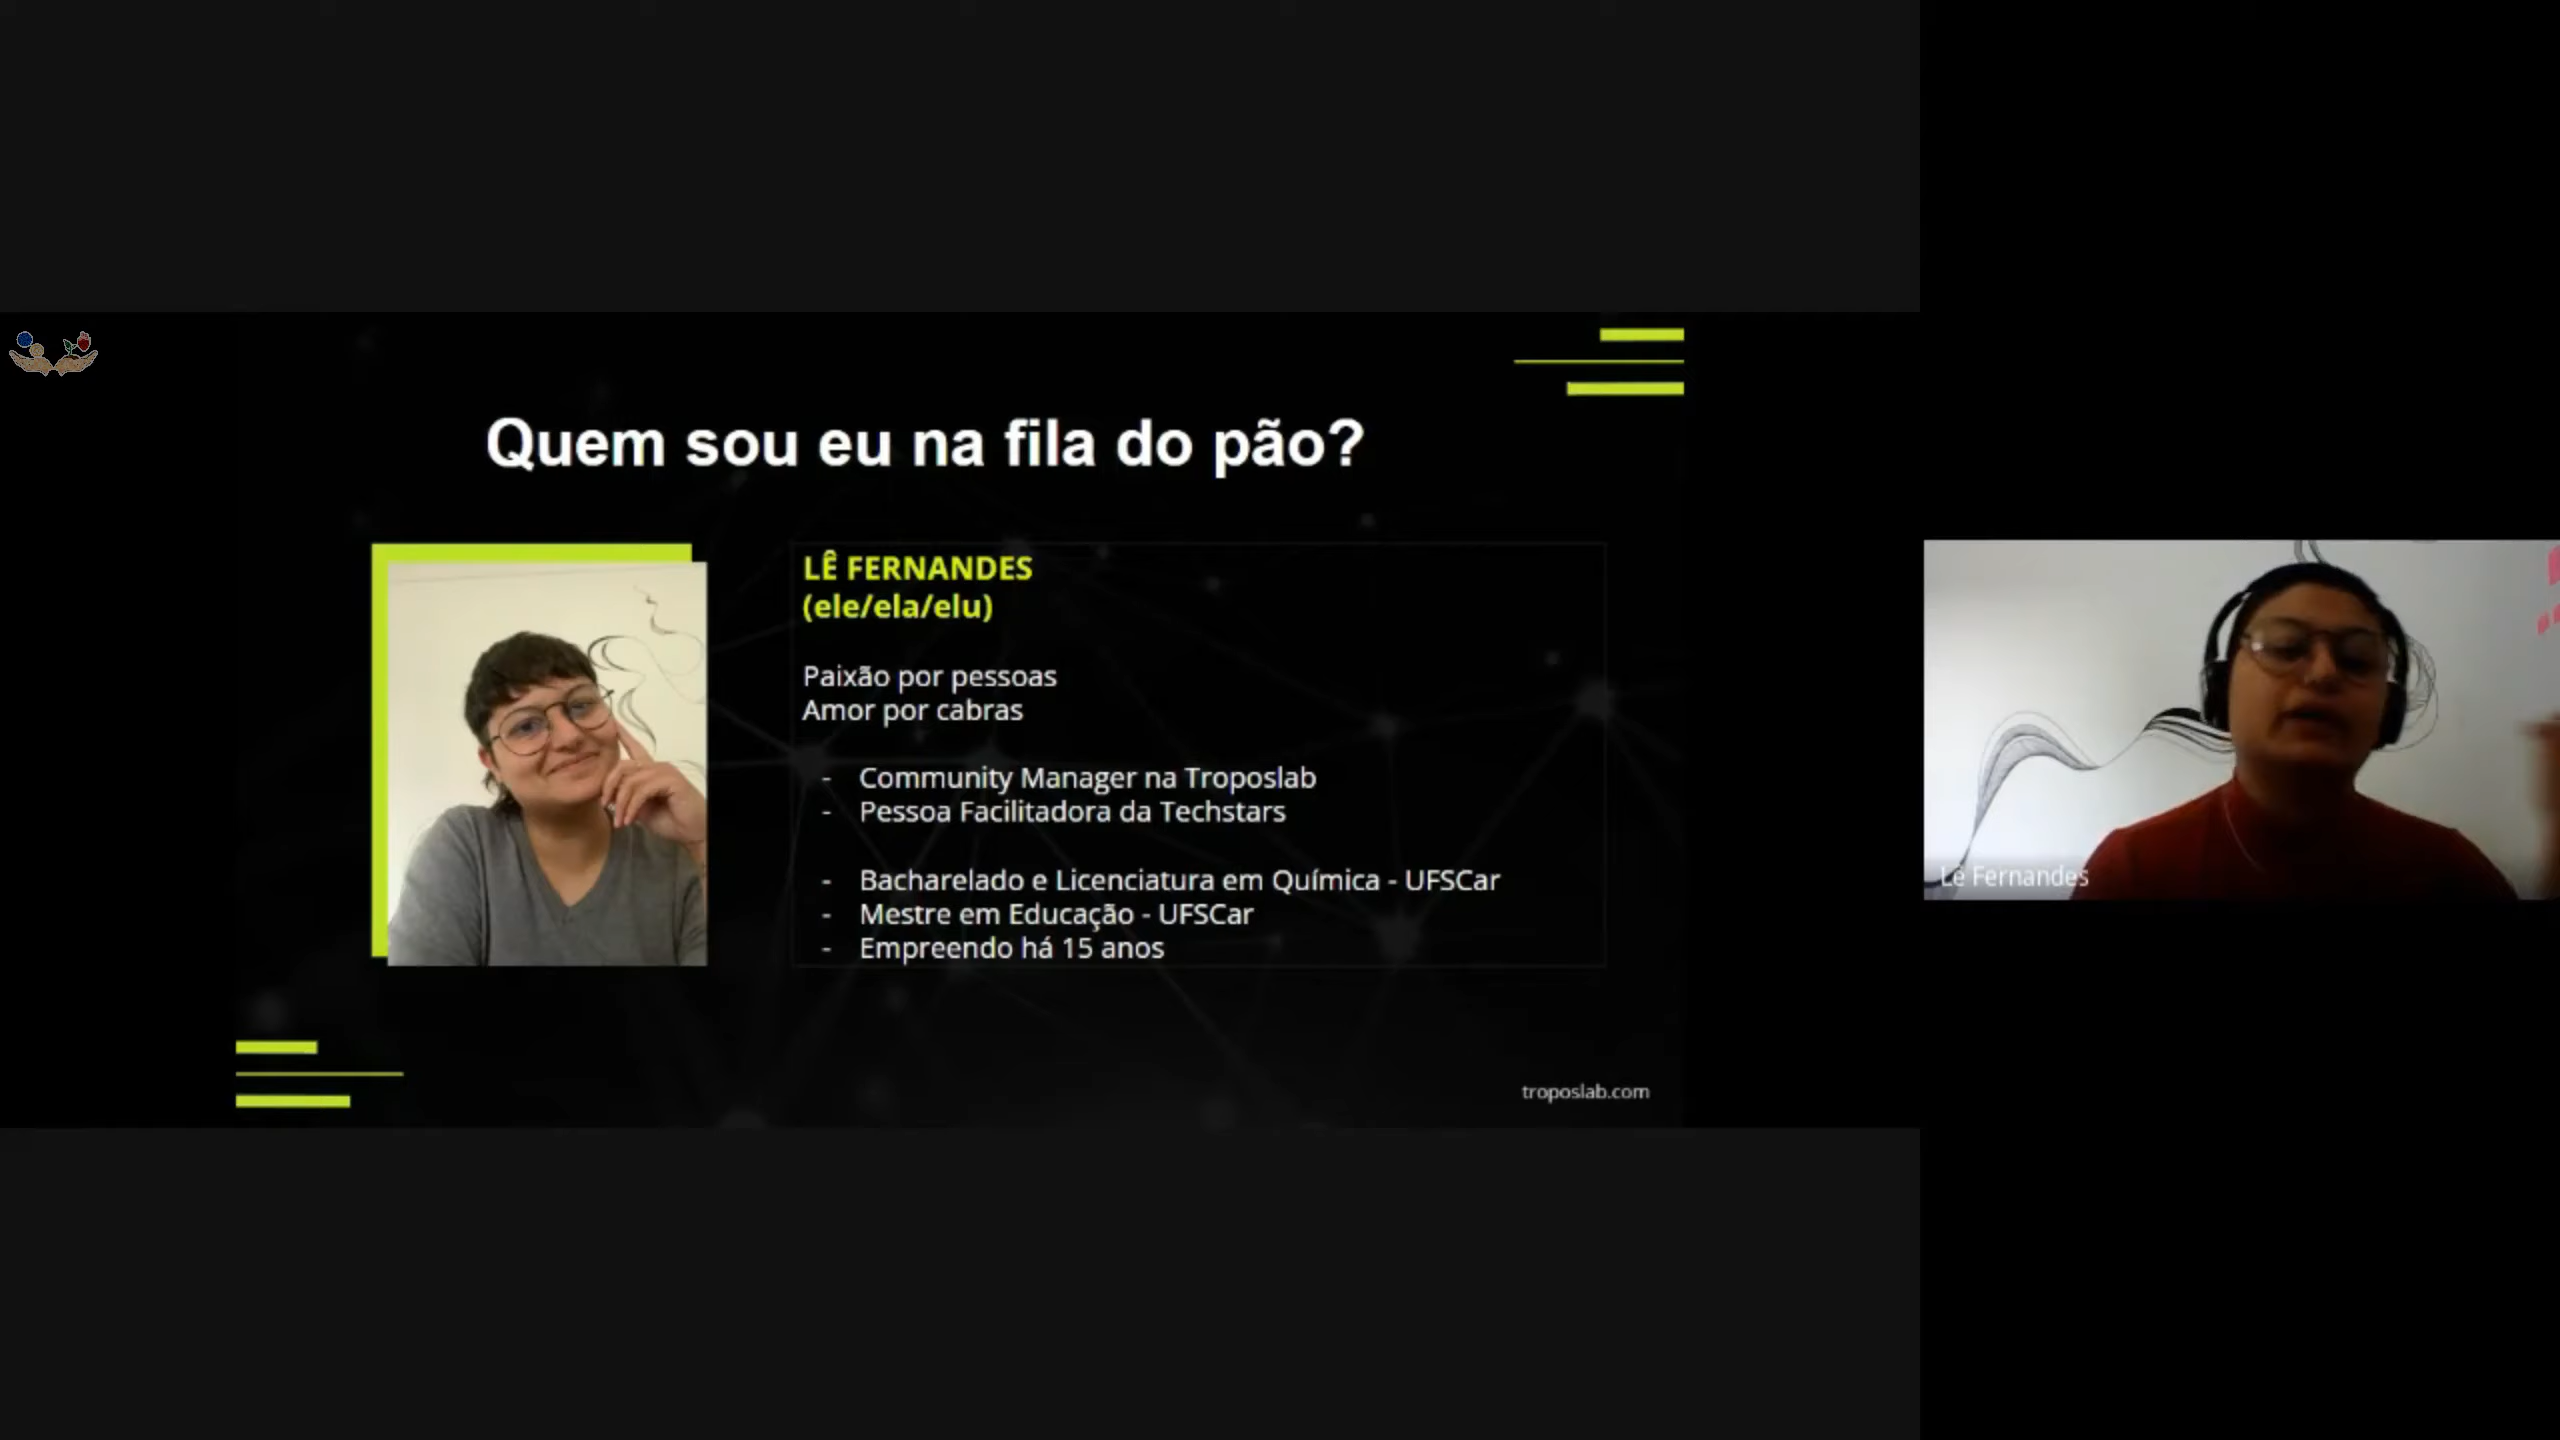 Quem sou eu na fila do pão?
LÊ FERNANDES
(ele/ela/elu)
Paixão por pessoas
Amor por cabras
- Community Manager na Troposlab
- Pessoa Facilitadora da Techstars
- Bacharelado e Licenciatura em Química - UFSCar
- Mestre em Educação - UFSCar
- Empreendo há 15 anos
troposlab.com
Lê Fernandes